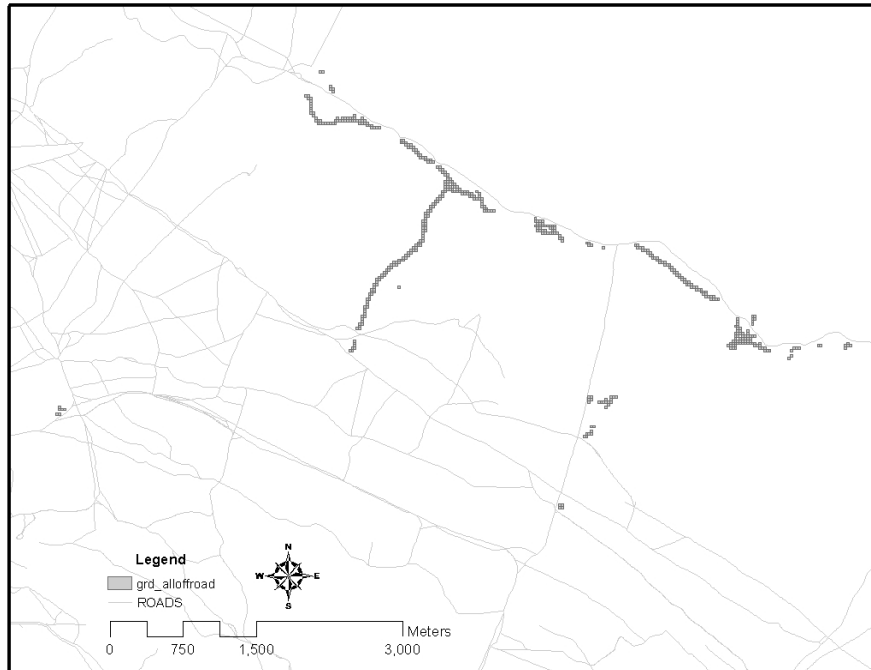 Legend
grd_alloffroad
ROADS
N
W E
S
Meters
0 750 1,500 3,000